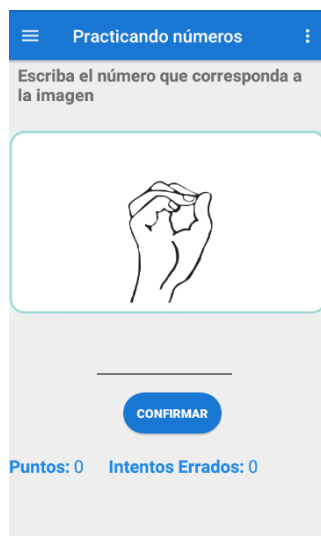 Practicando números
Escriba el número que corresponda a
la imagen
CONFIRMAR
Puntos: 0 Intentos Errados: 0